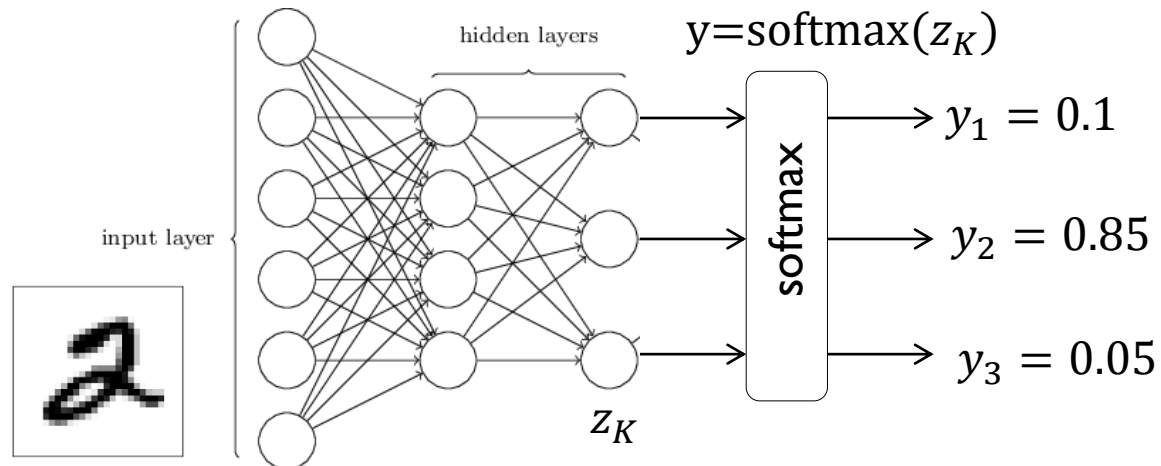 hidden layers
y=softmax(z_K)
input layer
softmax
y_1 = 0.1
y_2 = 0.85
y_3 = 0.05
z_K
2